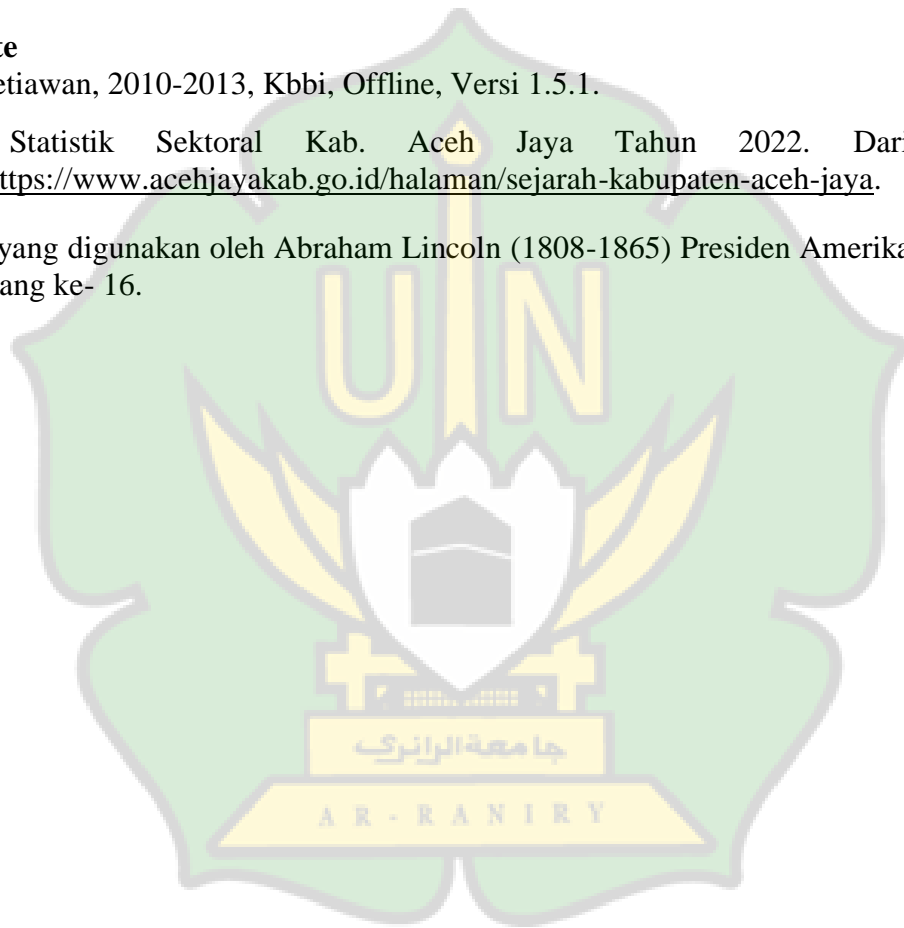 te
etiawan, 2010-2013, Kbbi, Offline, Versi 1.5.1.
Statistik Sektoral Kab. Aceh Jaya Tahun 2022. Dari
ttps://www.acehjayakab.go.id/halaman/sejarah-kabupaten-aceh-jaya.
yang digunakan oleh Abraham Lincoln (1808-1865) Presiden Amerika
ang ke- 16.
UIN
جامعة الرانري
AR-RANIRY